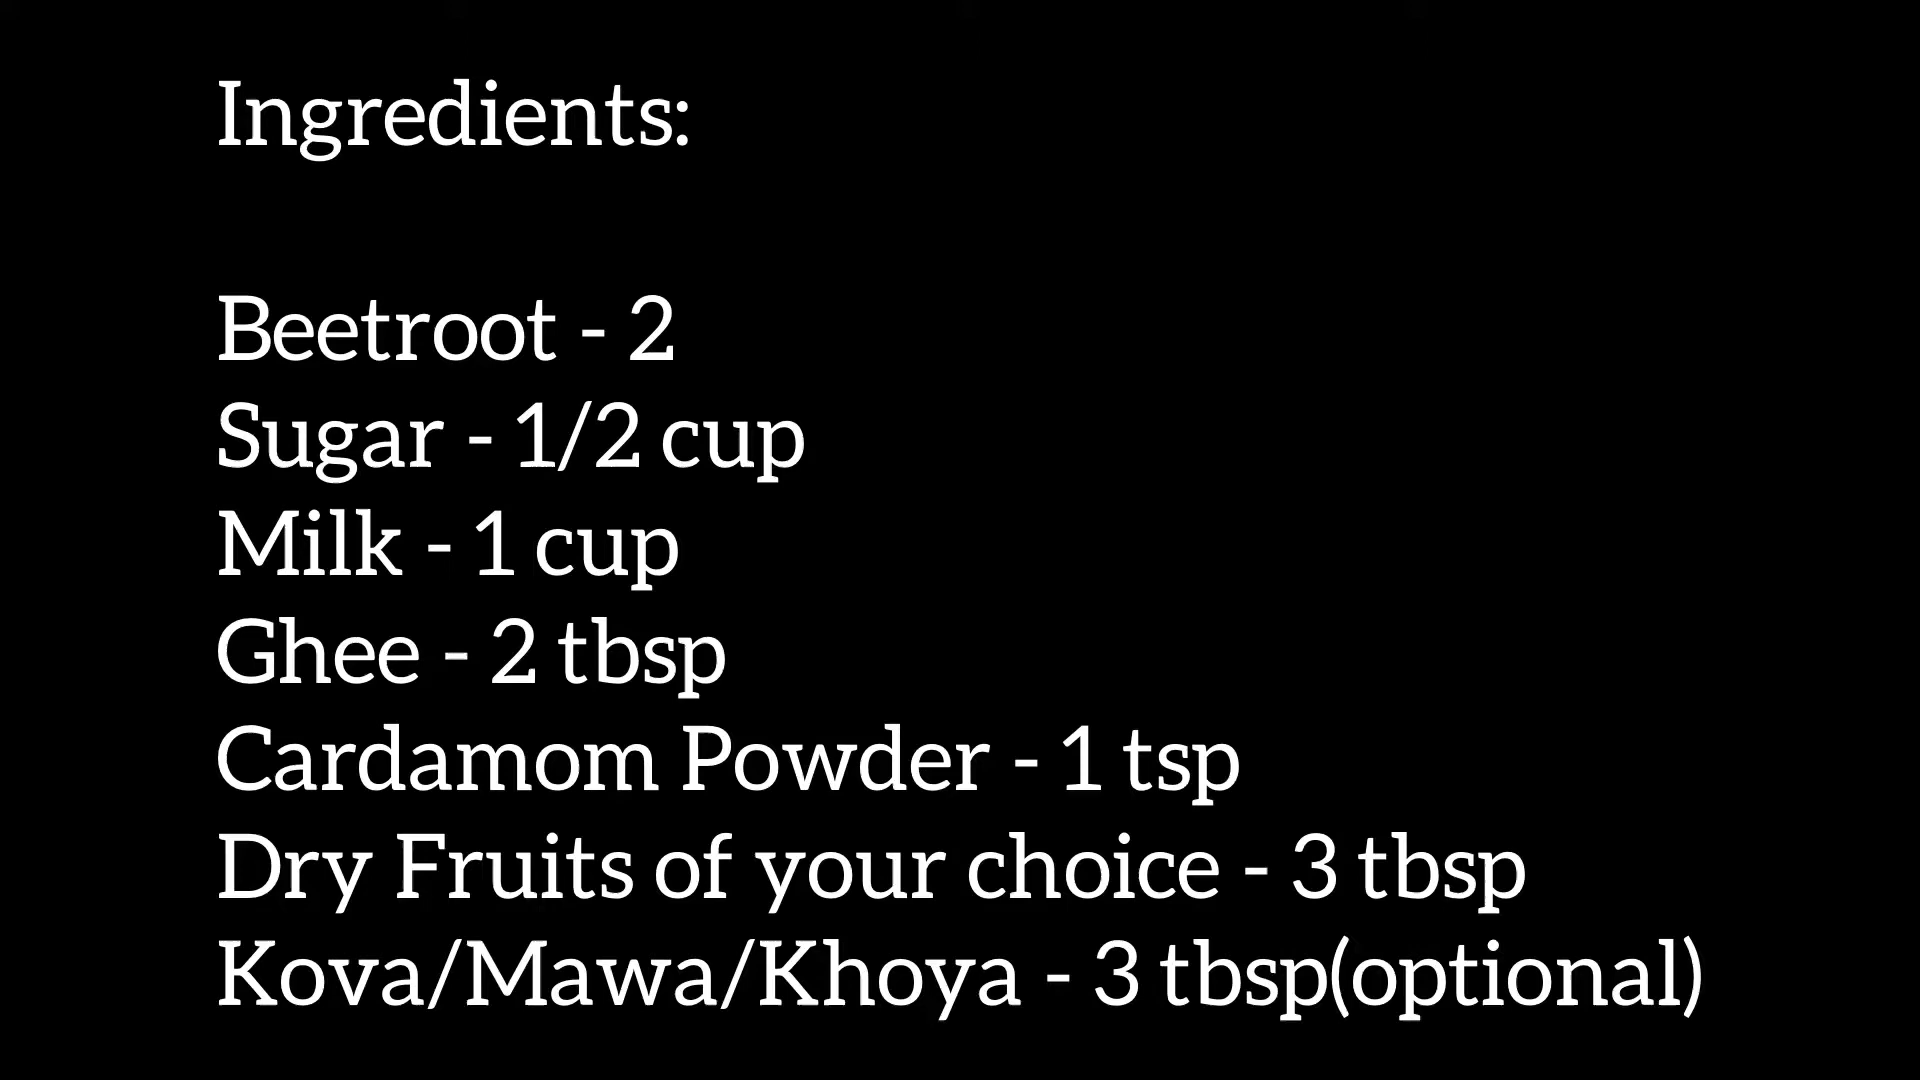 Ingredients:
Beetroot - 2
Sugar - 1/2 cup
Milk - 1 cup
Ghee - 2 tbsp
Cardamom Powder - 1 tsp
Dry Fruits of your choice - 3 tbsp
Kova/Mawa/Khoya - 3 tbsp(optional)